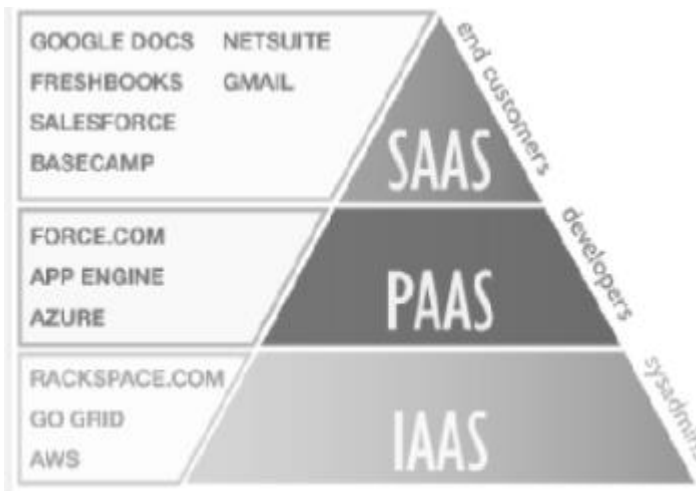 GOOGLE DOCS NETSUITE
FRESHBOOKS GMAIL
SALESFORCE
BASECAMP
SAAS
end customers
FORCE.COM
APP ENGINE
AZURE
PAAS
developers
RACKSPACE.COM
GO GRID
AWS
IAAS
sysadmins